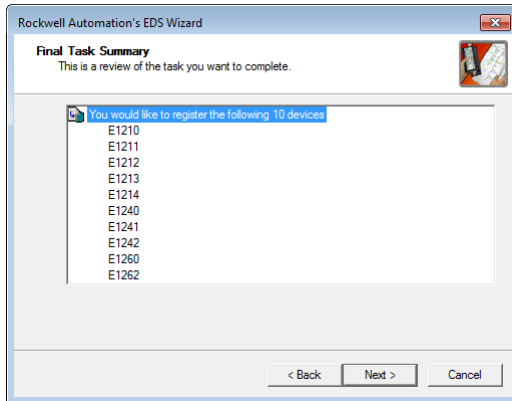 Rockwell Automation's EDS Wizard
Final Task Summary
This is a review of the task you want to complete.
You would like to register the following 10 devices
E1210
E1211
E1212
E1213
E1214
E1240
E1241
E1242
E1260
E1262
< Back
Next >
Cancel